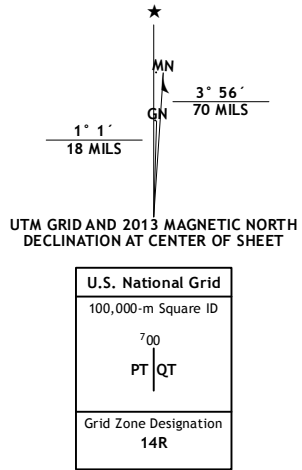 ★
MN
3° 56´
70 MILS
GN
1° 1´
18 MILS
UTM GRID AND 2013 MAGNETIC NORTH
DECLINATION AT CENTER OF SHEET
U.S. National Grid
100,000-m Square ID
⁷00
PT QT
Grid Zone Designation
14R